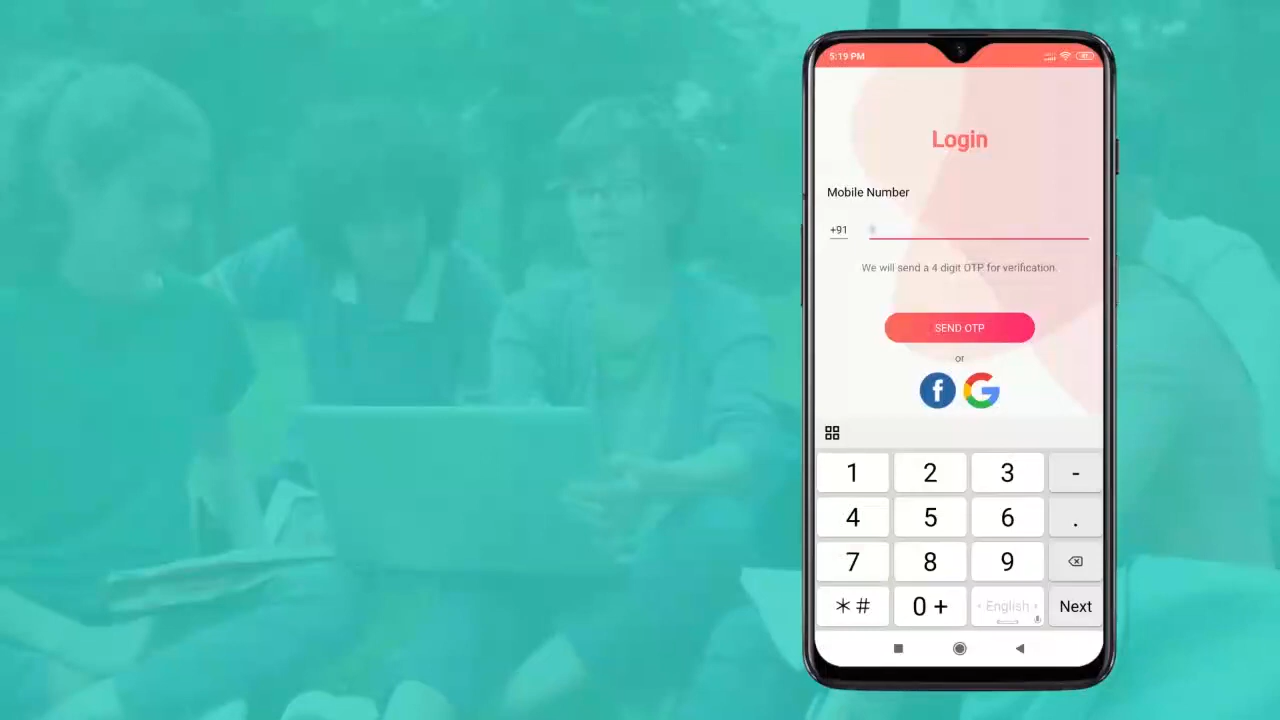 5:19 PM
Login
Mobile Number
+91
We will send a 4 digit OTP for verification.
SEND OTP
or
f G
1 2 3 -
4 5 6 .
7 8 9
*# 0 + English
Next